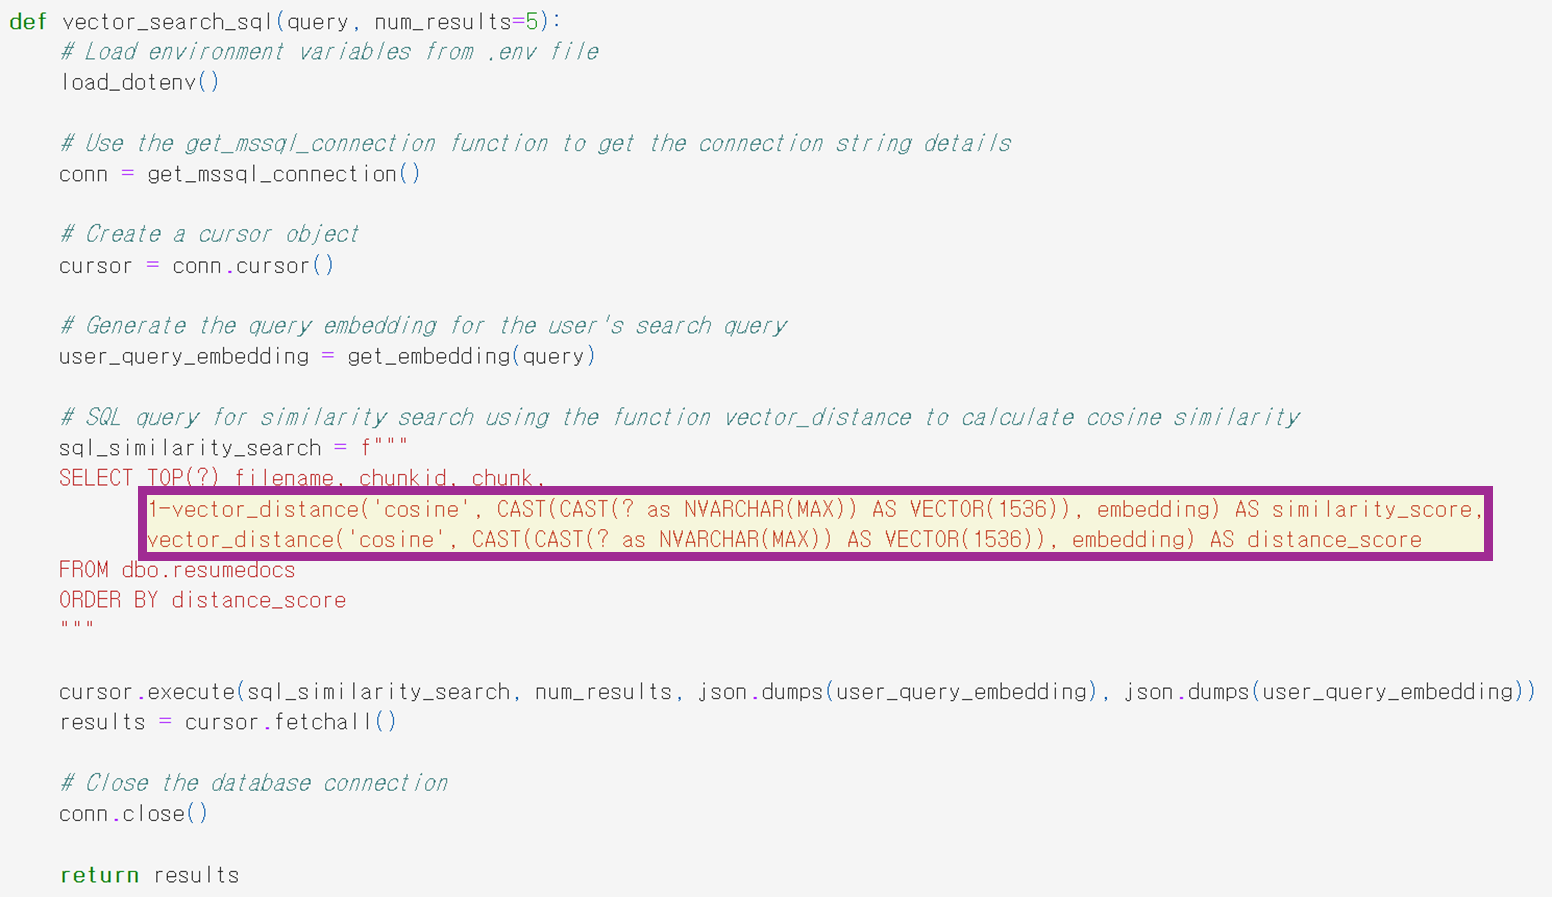 def vector_search_sql(query, num_results=5):
    # Load environment variables from .env file
    load_dotenv()

    # Use the get_mssql_connection function to get the connection string details
    conn = get_mssql_connection()

    # Create a cursor object
    cursor = conn.cursor()

    # Generate the query embedding for the user's search query
    user_query_embedding = get_embedding(query)

    # SQL query for similarity search using the function vector_distance to calculate cosine similarity
    sql_similarity_search = f"""
    SELECT TOP(?) filename, chunkid, chunk,
           1-vector_distance('cosine', CAST(CAST(? as NVARCHAR(MAX)) AS VECTOR(1536)), embedding) AS similarity_score,
           vector_distance('cosine', CAST(CAST(? as NVARCHAR(MAX)) AS VECTOR(1536)), embedding) AS distance_score
    FROM dbo.resumedocs
    ORDER BY distance_score
    """

    cursor.execute(sql_similarity_search, num_results, json.dumps(user_query_embedding), json.dumps(user_query_embedding))
    results = cursor.fetchall()

    # Close the database connection
    conn.close()

    return results